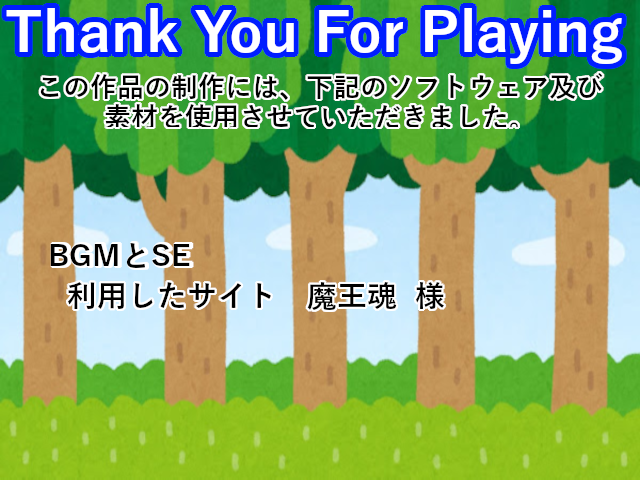 Thank You For Playing
この作品の制作には、下記のソフトウェア及び
素材を使用させていただきました。
BGMとSE
利用したサイト　魔王魂 様